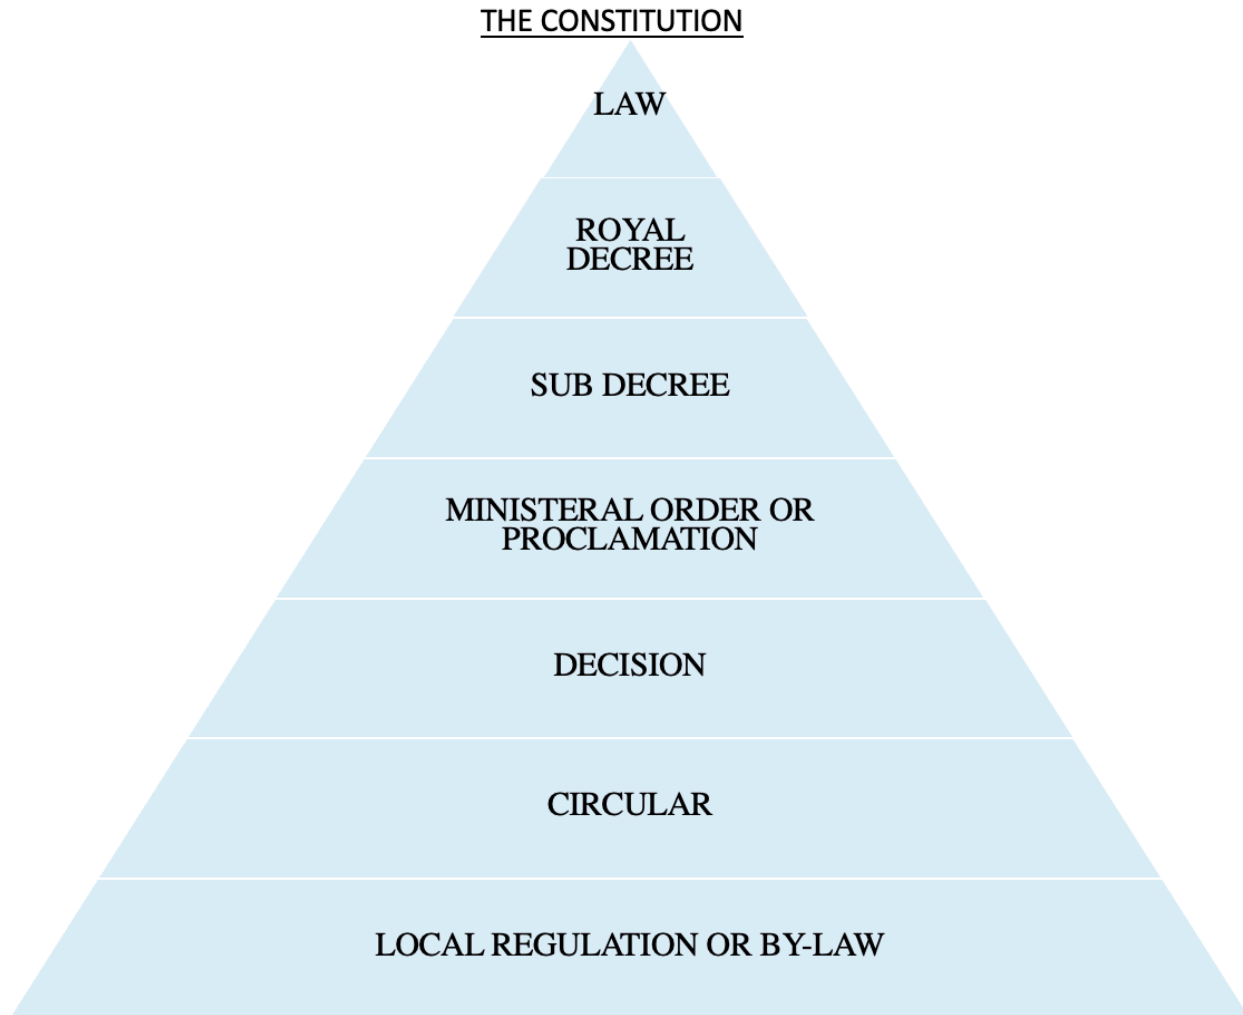 THE CONSTITUTION
LAW
ROYAL
DECREE
SUB DECREE
MINISTERAL ORDER OR
PROCLAMATION
DECISION
CIRCULAR
LOCAL REGULATION OR BY-LAW